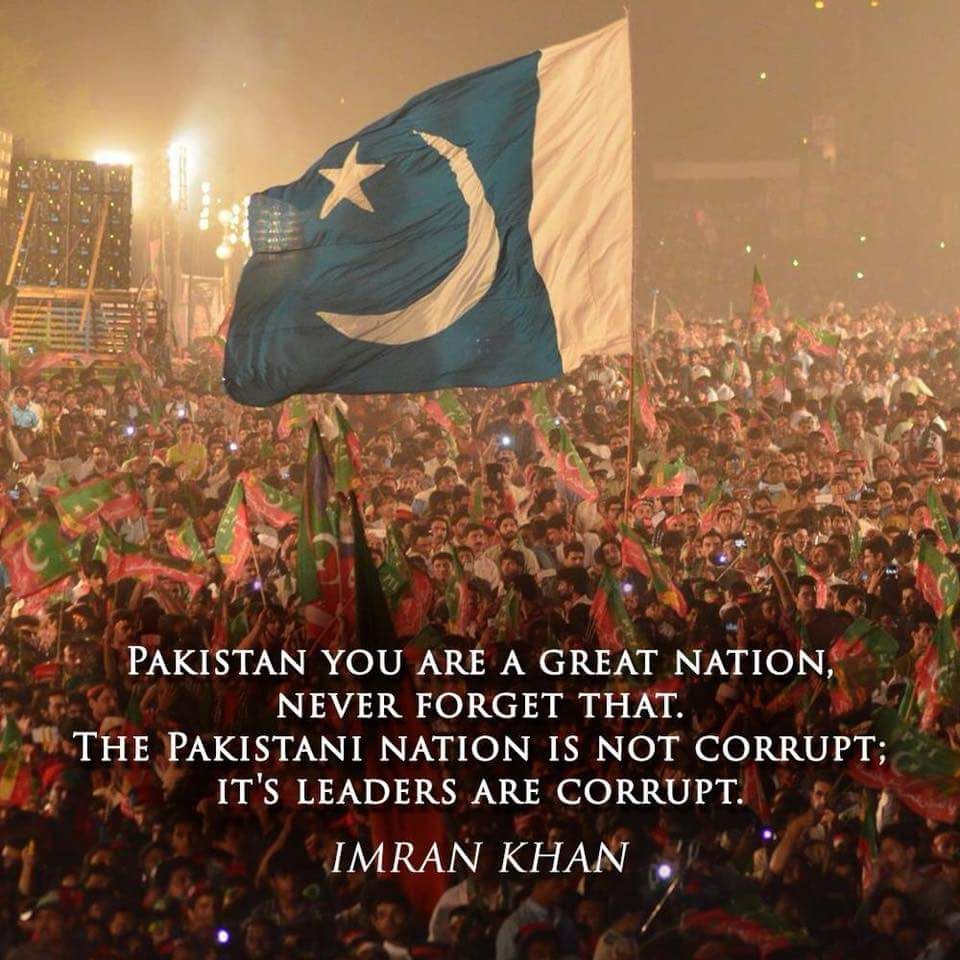 PAKISTAN YOU ARE A GREAT NATION,
NEVER FORGET THAT.
THE PAKISTANI NATION IS NOT CORRUPT;
IT'S LEADERS ARE CORRUPT.
IMRAN KHAN